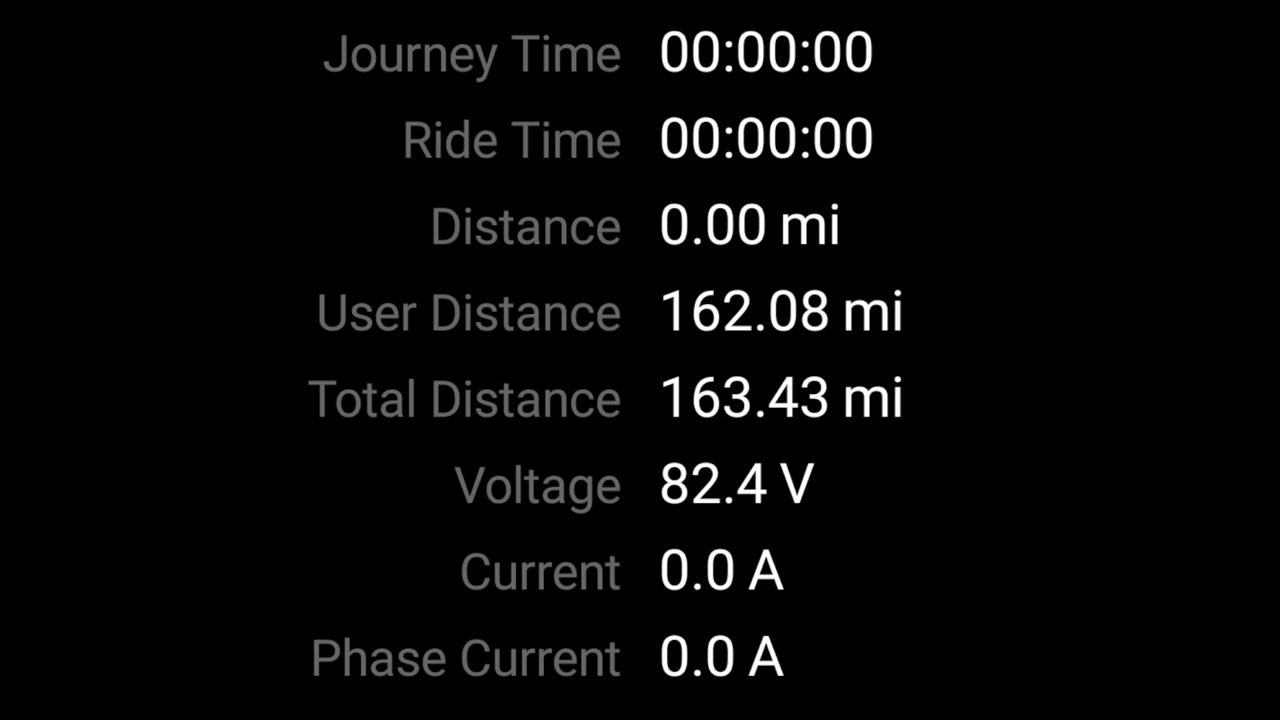 Journey Time 00:00:00
Ride Time 00:00:00
Distance 0.00 mi
User Distance 162.08 mi
Total Distance 163.43 mi
Voltage 82.4 V
Current 0.0 A
Phase Current 0.0 A